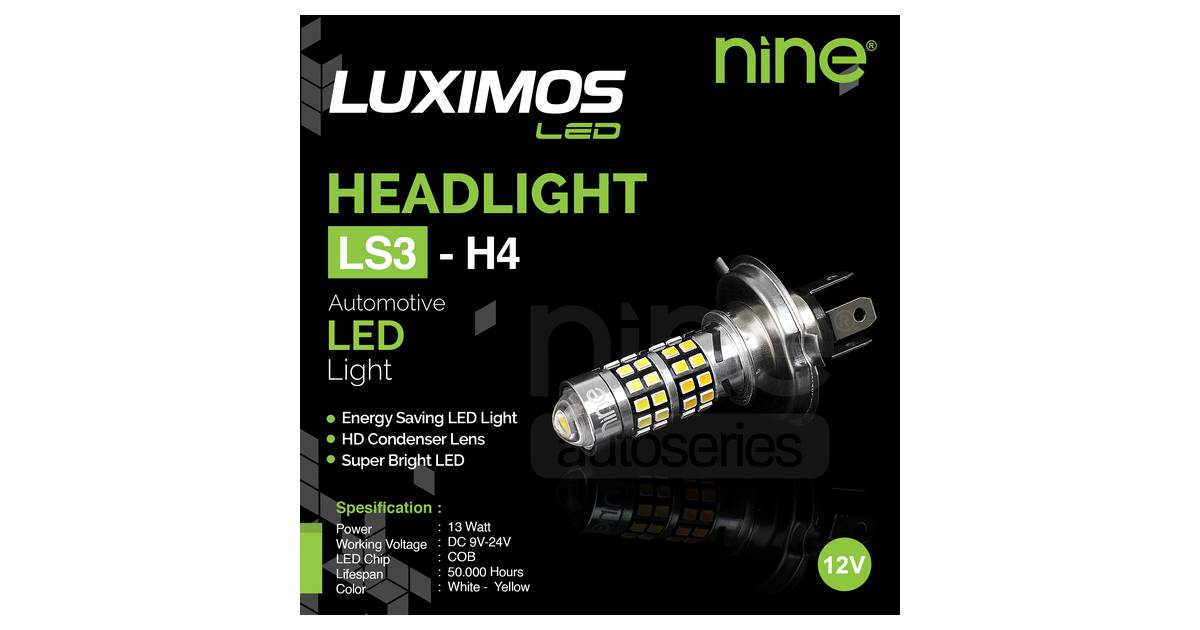 nine®
LUXIMOS
LED
HEADLIGHT
LS3 - H4
Automotive
LED
Light
Energy Saving LED Light
HD Condenser Lens
Super Bright LED
nine
nine
autoseries
Spesification :
Power : 13 Watt
Working Voltage : DC 9V-24V
LED Chip : COB
Lifespan : 50.000 Hours
Color : White - Yellow
12V